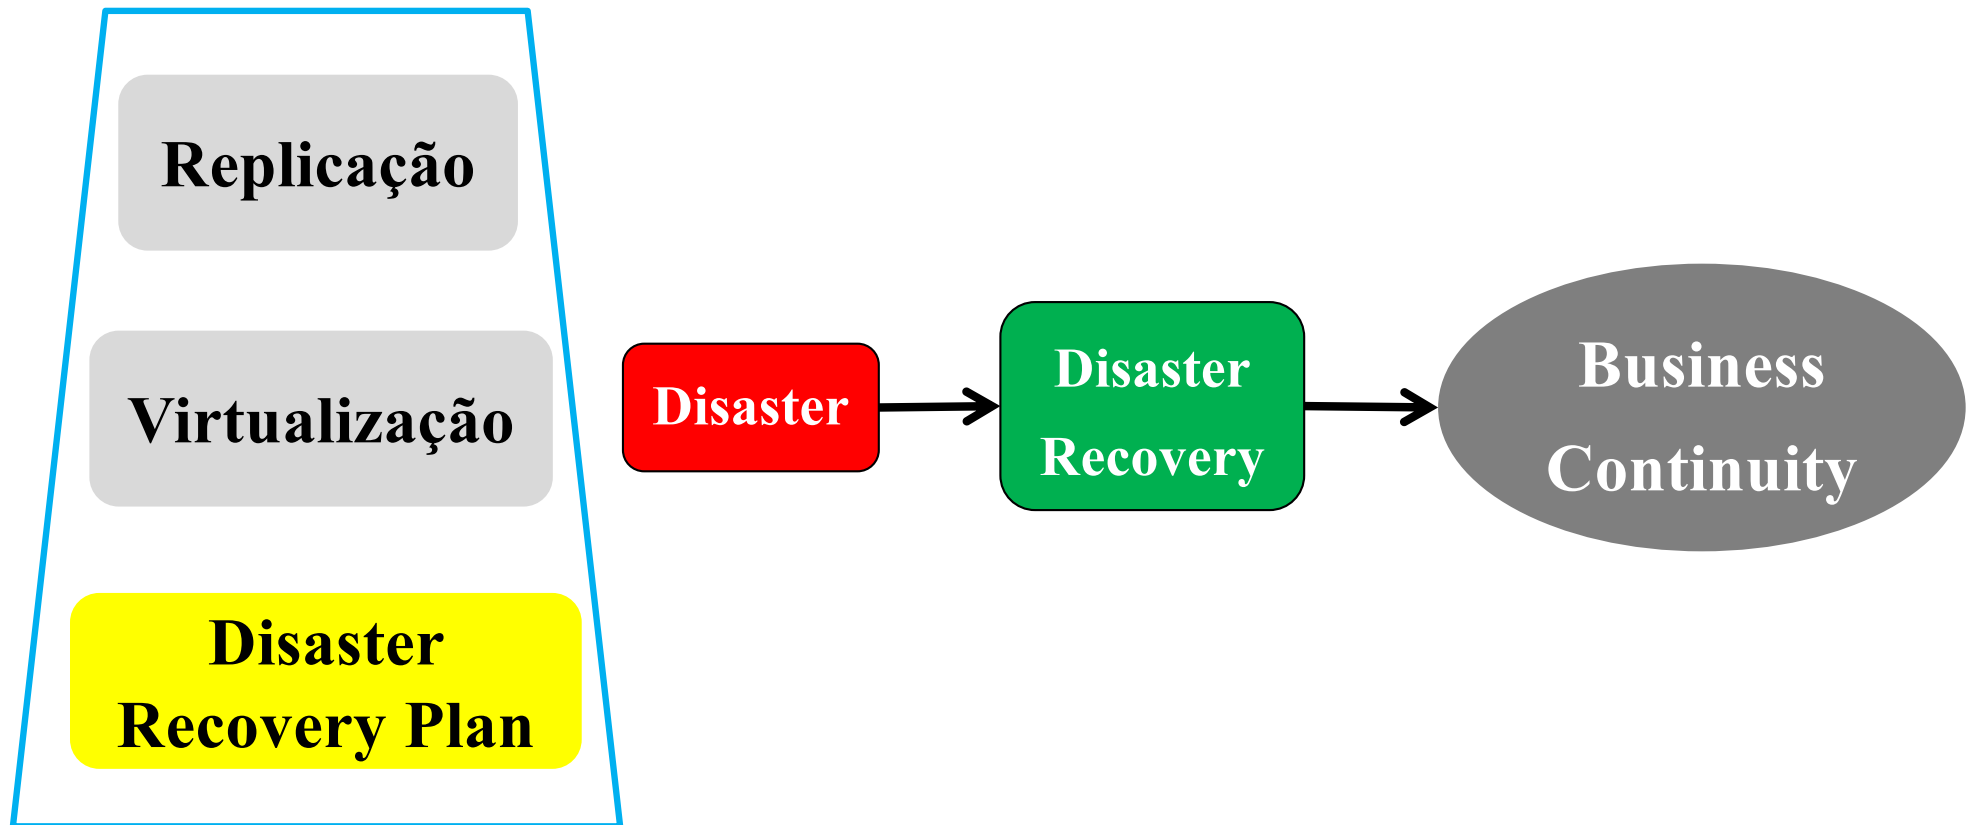 Replicação
Virtualização
Disaster
Recovery Plan
Disaster
Disaster
Recovery
Business
Continuity